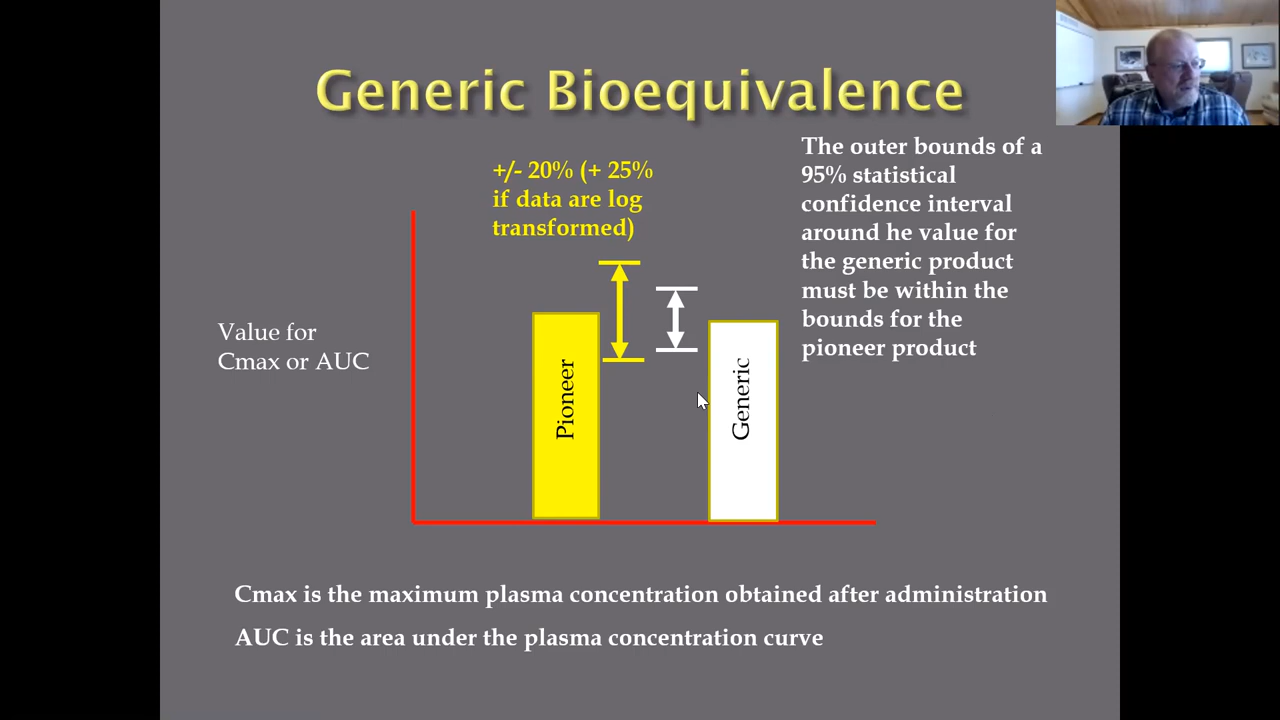 Generic Bioequivalence
+/- 20% (+ 25%
if data are log
transformed)
The outer bounds of a
95% statistical
confidence interval
around he value for
the generic product
must be within the
bounds for the
pioneer product
Value for
Cmax or AUC
Pioneer
Generic
Cmax is the maximum plasma concentration obtained after administration
AUC is the area under the plasma concentration curve